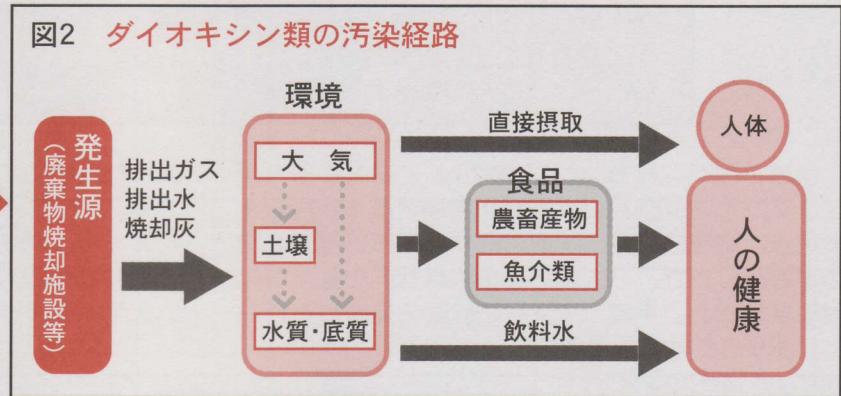 図2 ダイオキシン類の汚染経路
発生源
(廃棄物焼却施設等)
排出ガス
排出水
焼却灰
環境
大 気
土壌
水質・底質
直接摂取
食品
農畜産物
魚介類
飲料水
人体
人の健康